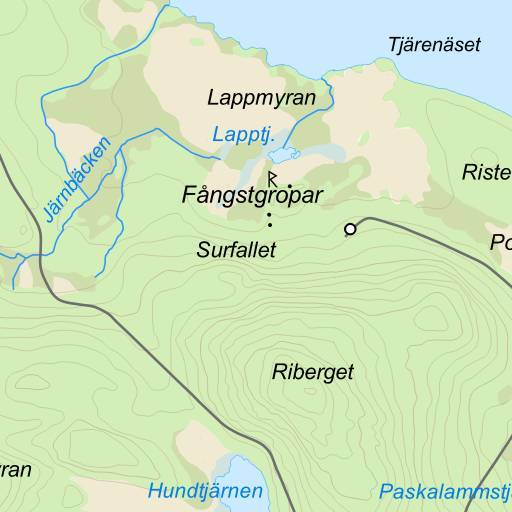 Tjärenäset
Lappmyran
Lapptj.
Järnbäcken
Riste
Fångstgropar
Po
Surfallet
Riberget
yran
Hundtjärnen
Paskalammstj